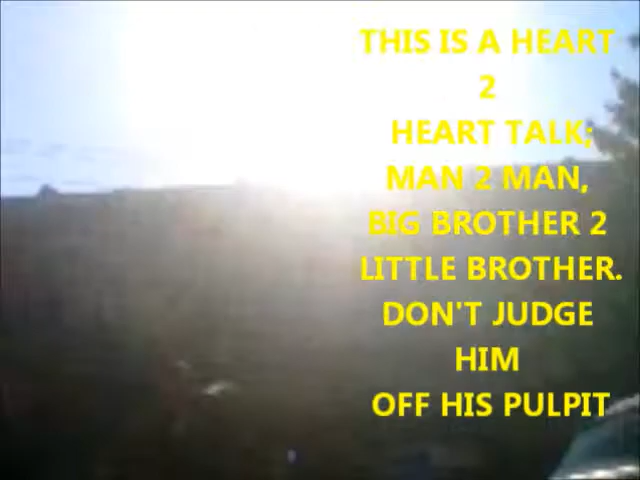 THIS IS A HEART
2
HEART TALK;
MAN 2 MAN,
BIG BROTHER 2
LITTLE BROTHER.
DON'T JUDGE
HIM
OFF HIS PULPIT